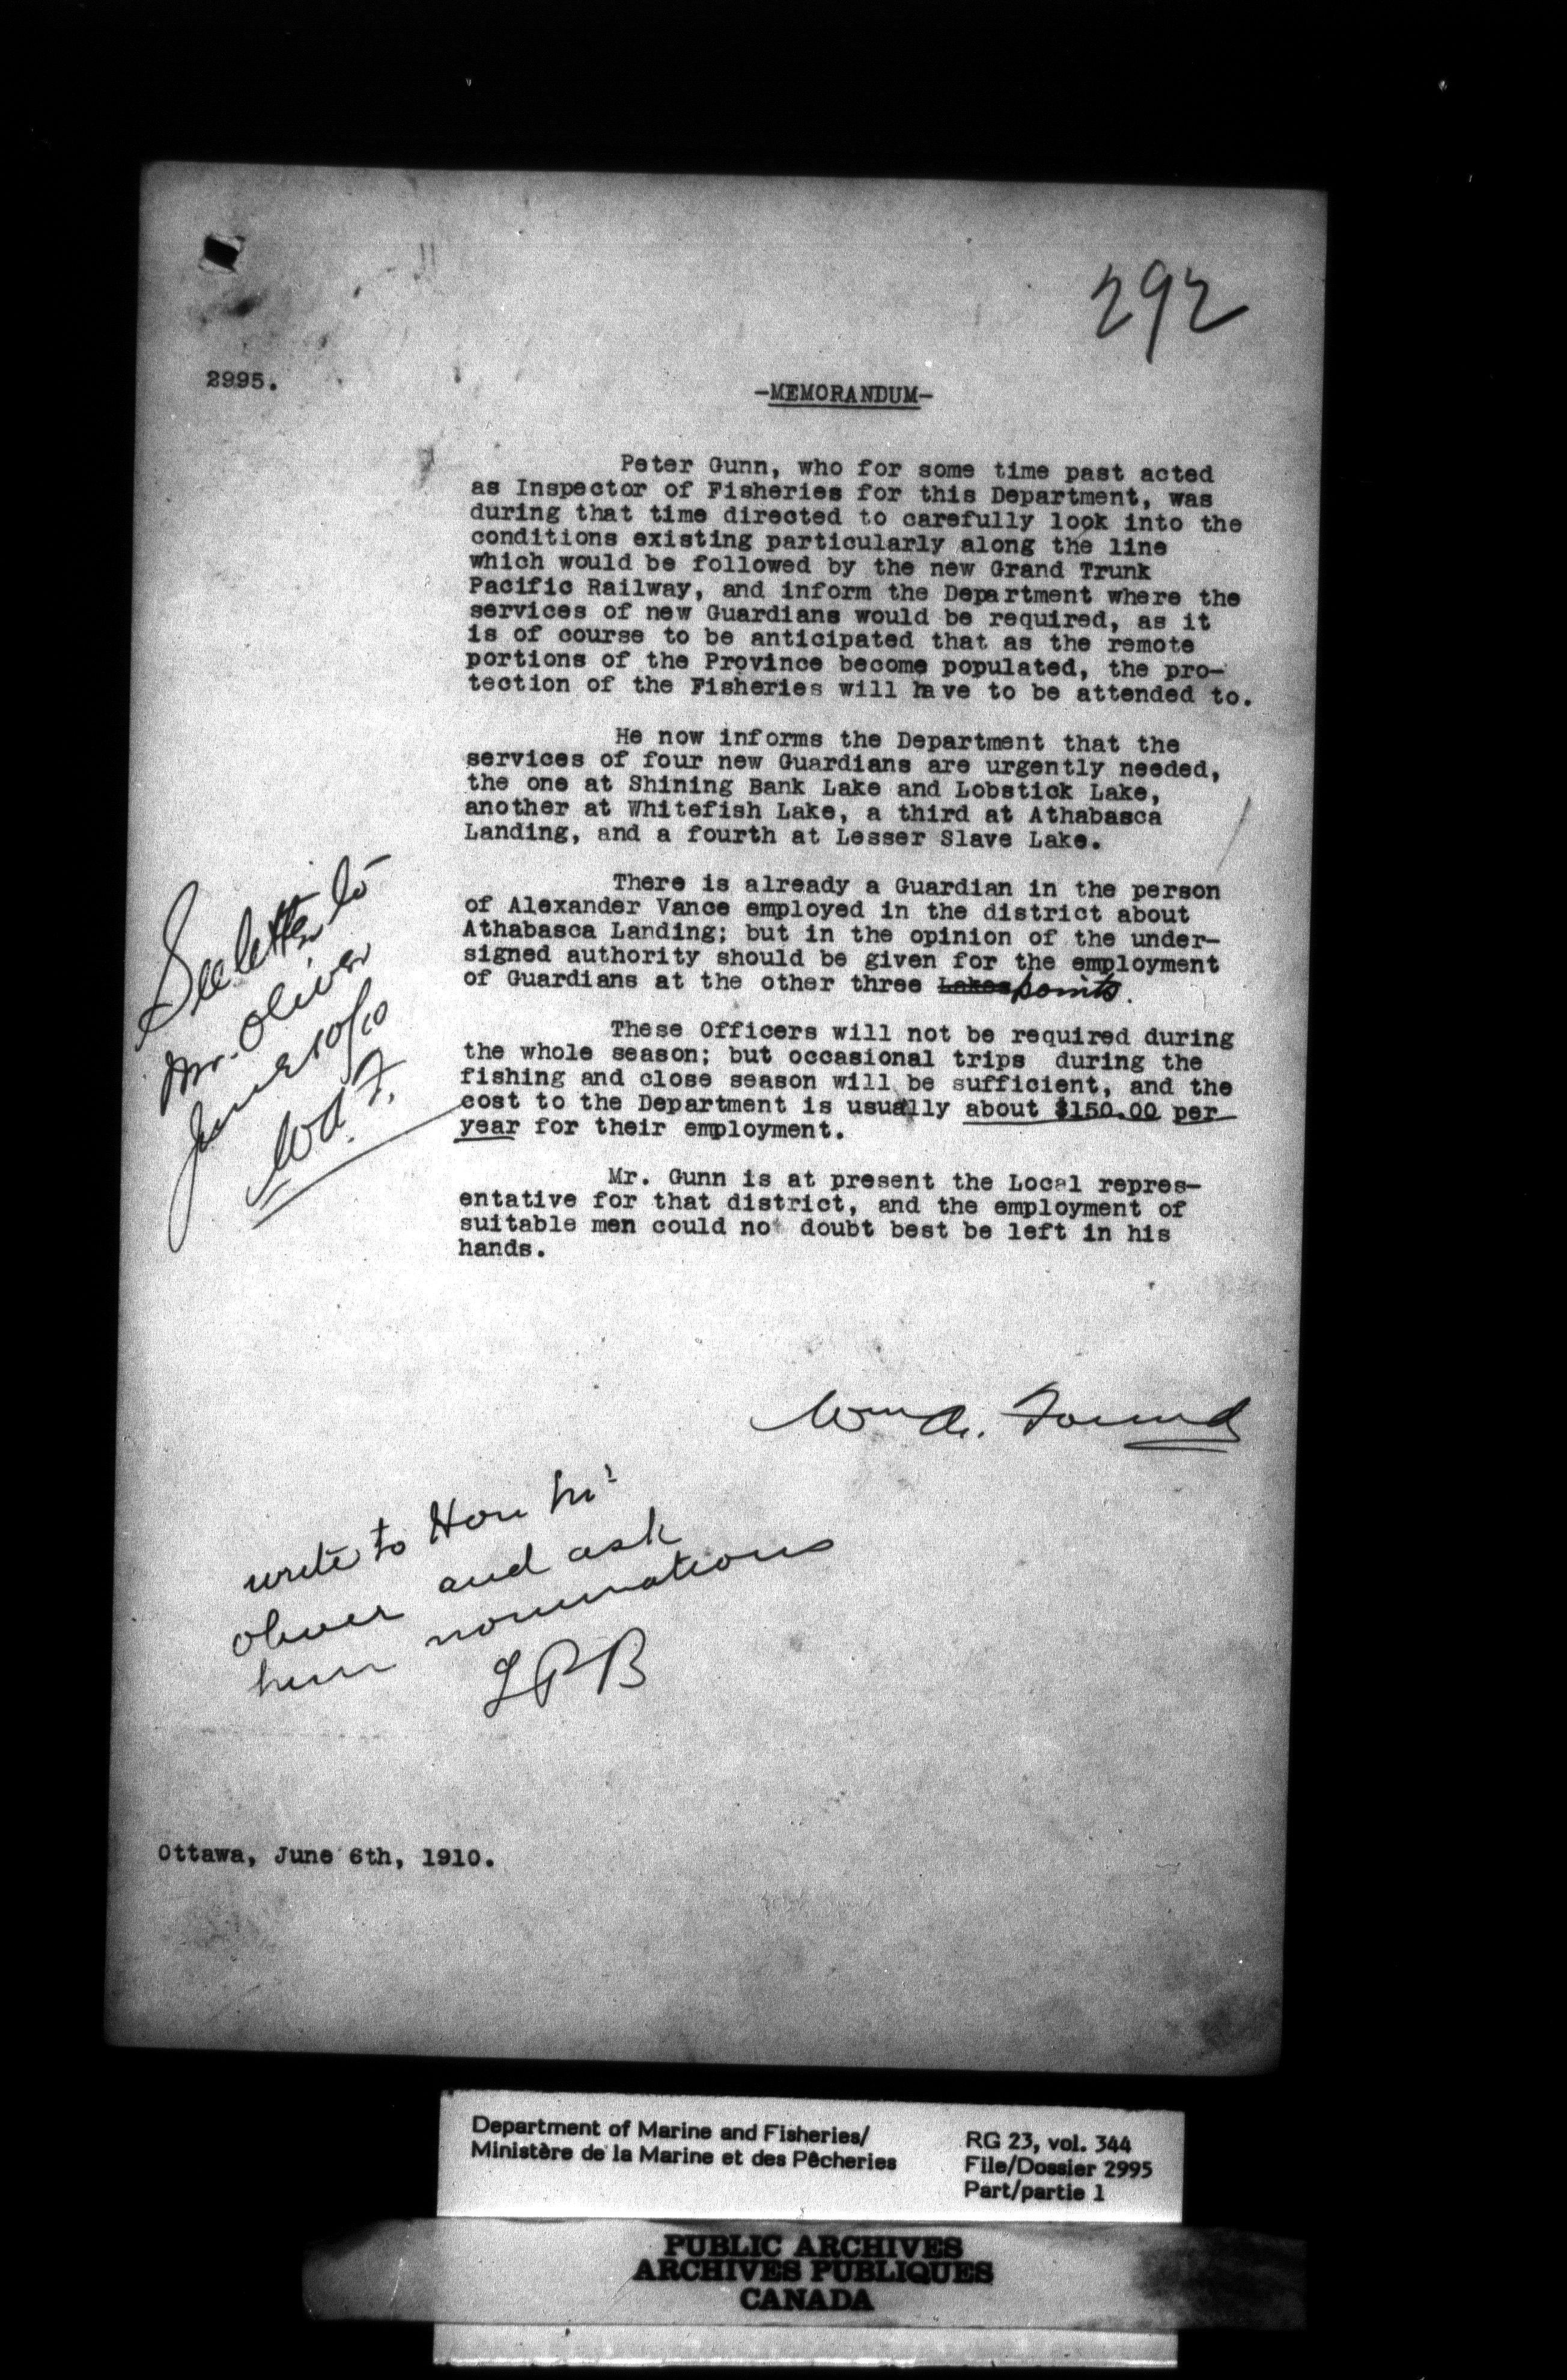 292
2995.
-MEMORANDUM-
Peter Gunn, who for some time past acted
as Inspector of Fisheries for this Department, was
during that time directed to carefully look into the
conditions existing particularly along the line
which would be followed by the new Grand Trunk
Pacific Railway, and inform the Department where the
services of new Guardians would be required, as it
is of course to be anticipated that as the remote
portions of the Province become populated, the pro-
tection of the Fisheries will have to be attended to.
He now informs the Department that the
services of four new Guardians are urgently needed,
the one at Shining Bank Lake and Lobstick Lake,
another at Whitefish Lake, a third at Athabasca
Landing, and a fourth at Lesser Slave Lake.
There is already a Guardian in the person
of Alexander Vance employed in the district about
Athabasca Landing; but in the opinion of the under-
signed authority should be given for the employment
of Guardians at the other three Lakes points.
These Officers will not be required during
the whole season; but occasional trips during the
fishing and close season will be sufficient, and the
cost to the Department is usually about $150.00 per
year for their employment.
Mr. Gunn is at present the Local repres-
entative for that district, and the employment of
suitable men could no doubt best be left in his
hands.
See letter to
Mr. Oliver
June 10/10
W.A.F.
Wm A. Found
write to Hon Mr
Oliver and ask
him nominations
LPB
Ottawa, June 6th, 1910.
Department of Marine and Fisheries/
Ministère de la Marine et des Pêcheries
RG 23, vol. 344
File/Dossier 2995
Part/partie 1
PUBLIC ARCHIVES
ARCHIVES PUBLIQUES
CANADA